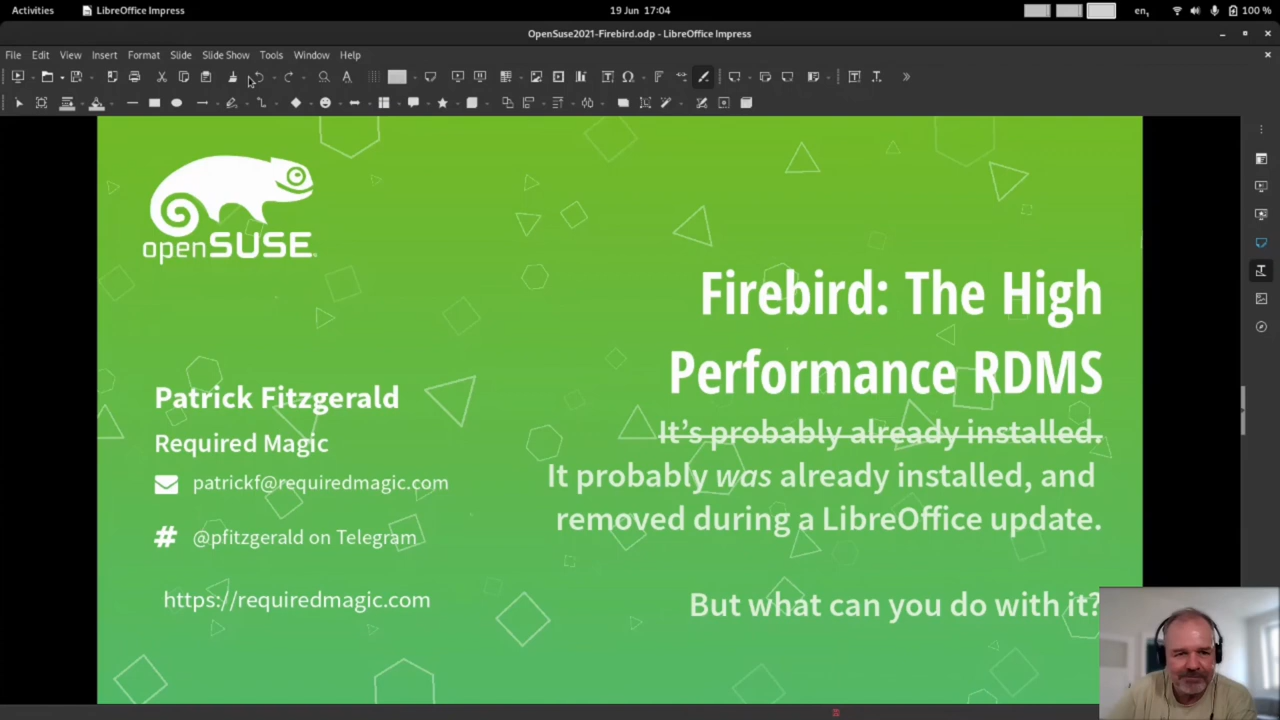 Activities
LibreOffice Impress
19 Jun 17:04
en,
100 %
OpenSuse2021-Firebird.odp - LibreOffice Impress
File Edit View Insert Format Slide Slide Show Tools Window Help
openSUSE
Firebird: The High
Performance RDMS
It’s probably already installed.
It probably was already installed, and
removed during a LibreOffice update.
But what can you do with it?
Patrick Fitzgerald
Required Magic
patrickf@requiredmagic.com
# @pfitzgerald on Telegram
https://requiredmagic.com